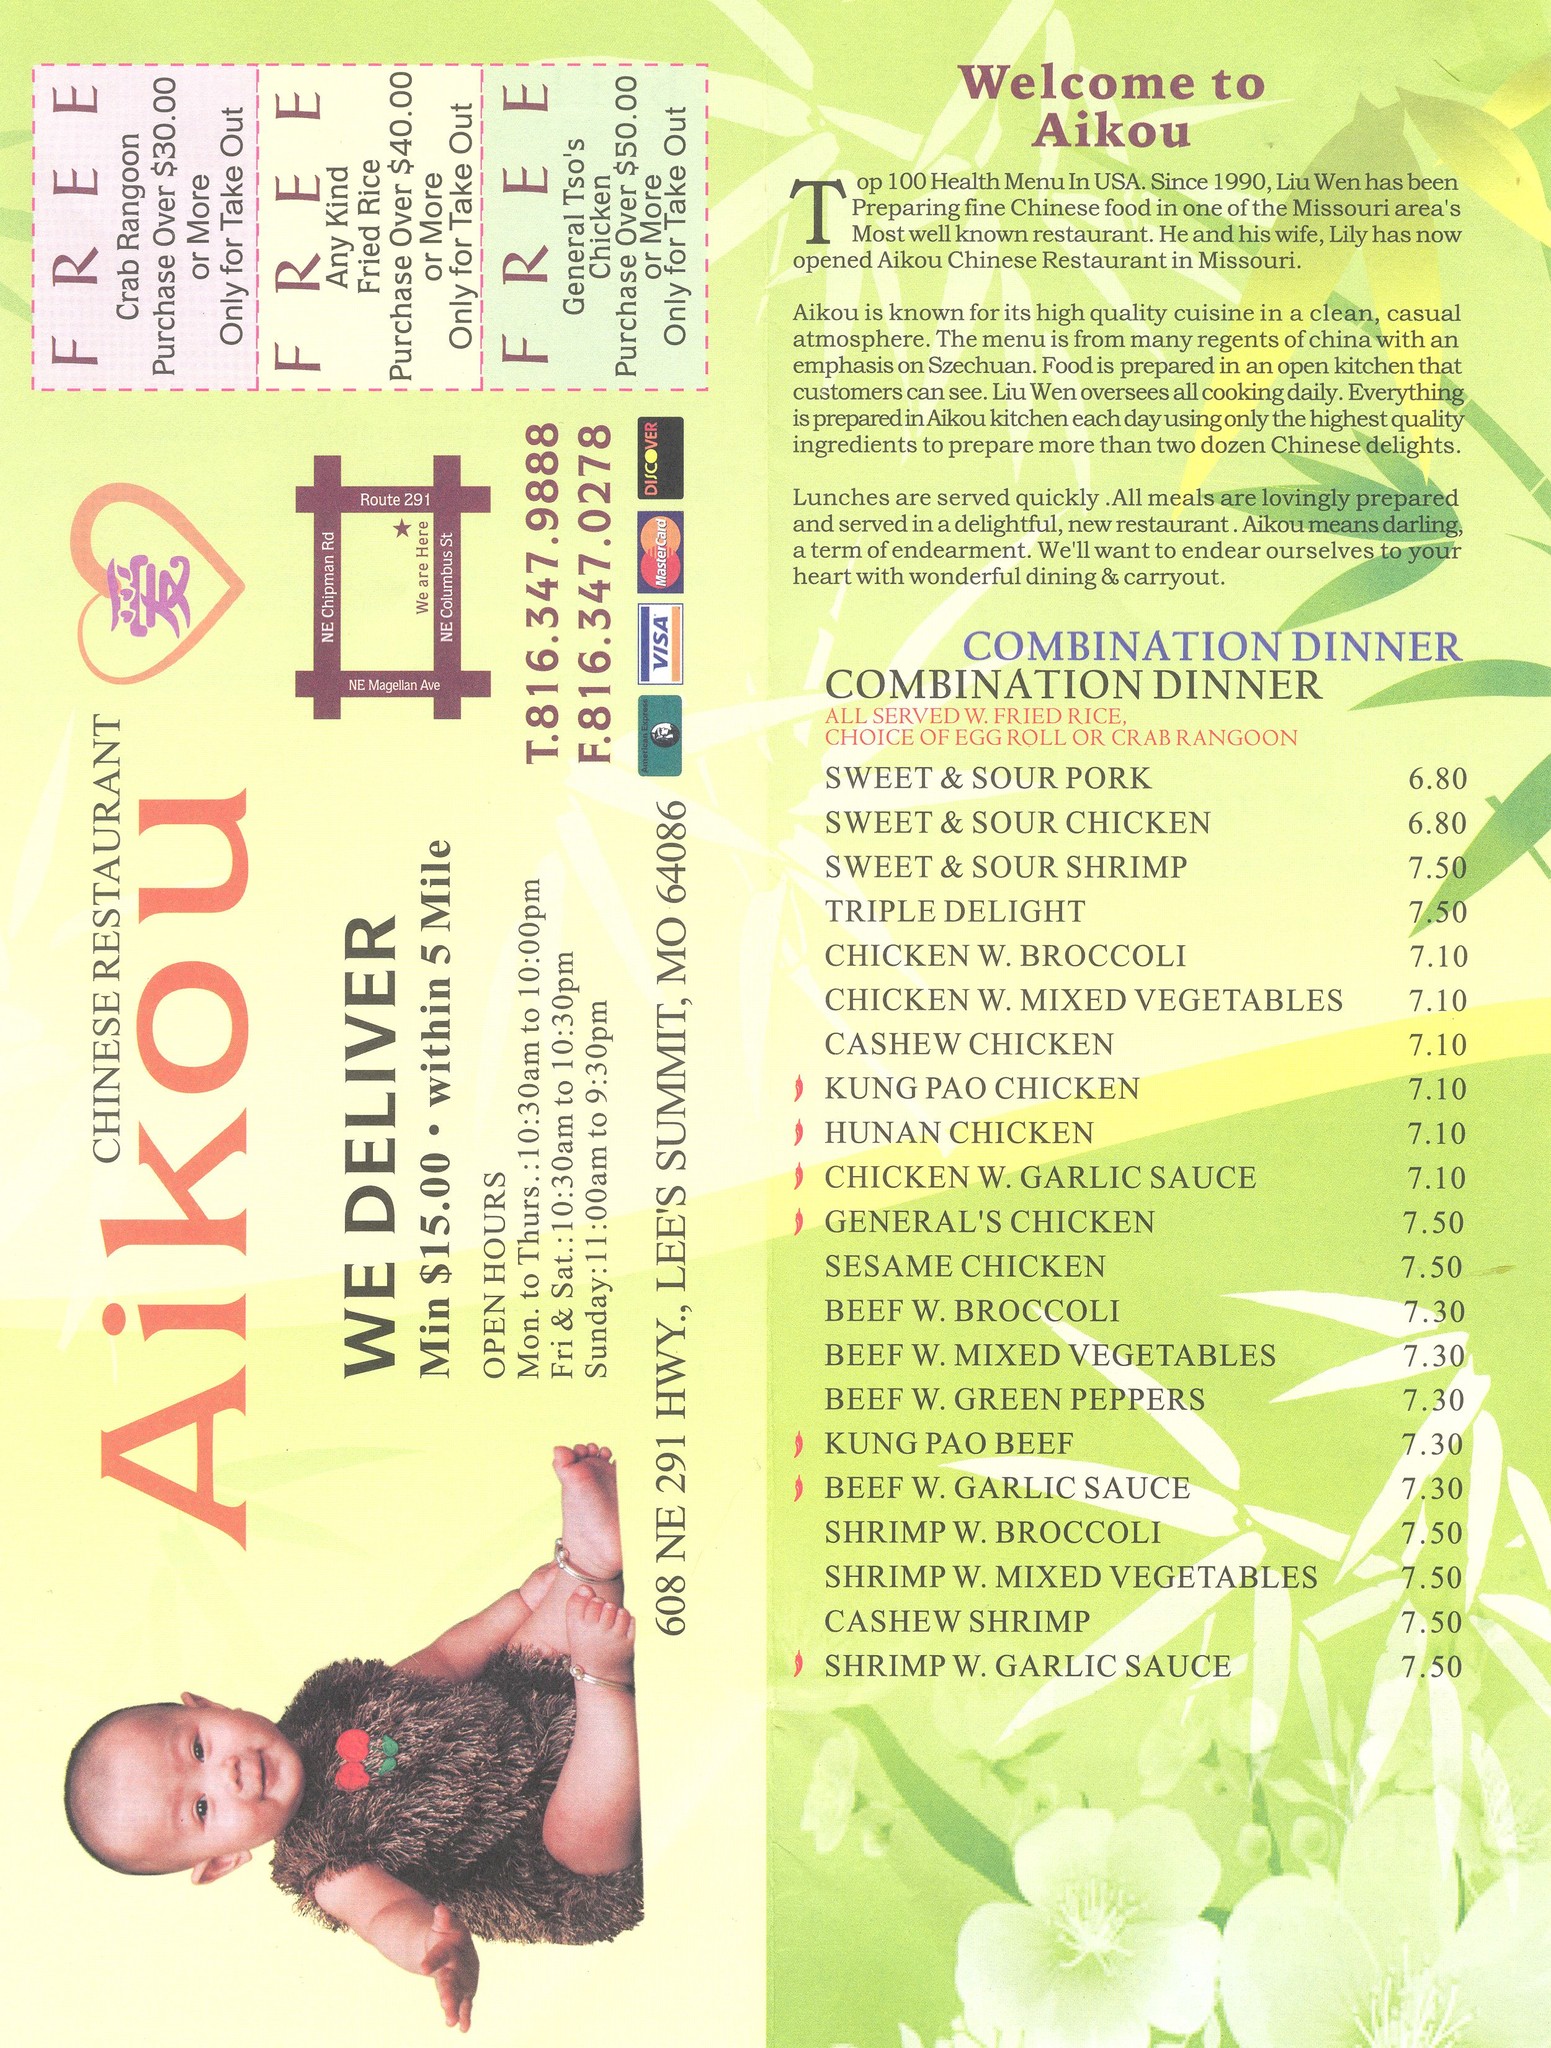 CHINESE RESTAURANT
Aikou
愛
WE DELIVER
Min $15.00 • within 5 Mile
OPEN HOURS
Mon. to Thurs.:10:30am to 10:00pm
Fri & Sat.:10:30am to 10:30pm
Sunday:11:00am to 9:30pm
608 NE 291 HWY., LEE'S SUMMIT, MO 64086
NE Chipman Rd
Route 291
We are Here
NE Columbus St
NE Magellan Ave
T.816.347.9888
F.816.347.0278
American Express
VISA
MasterCard
DISCOVER
FREE
Crab Rangoon
Purchase Over $30.00
or More
Only for Take Out
FREE
Any Kind
Fried Rice
Purchase Over $40.00
or More
Only for Take Out
FREE
General Tso's
Chicken
Purchase Over $50.00
or More
Only for Take Out
Welcome to
Aikou
Top 100 Health Menu In USA. Since 1990, Liu Wen has been
Preparing fine Chinese food in one of the Missouri area's
Most well known restaurant. He and his wife, Lily has now
opened Aikou Chinese Restaurant in Missouri.
Aikou is known for its high quality cuisine in a clean, casual
atmosphere. The menu is from many regents of china with an
emphasis on Szechuan. Food is prepared in an open kitchen that
customers can see. Liu Wen oversees all cooking daily. Everything
is prepared in Aikou kitchen each day using only the highest quality
ingredients to prepare more than two dozen Chinese delights.
Lunches are served quickly .All meals are lovingly prepared
and served in a delightful, new restaurant . Aikou means darling,
a term of endearment. We'll want to endear ourselves to your
heart with wonderful dining & carryout.
COMBINATION DINNER
COMBINATION DINNER
ALL SERVED W. FRIED RICE,
CHOICE OF EGG ROLL OR CRAB RANGOON
SWEET & SOUR PORK 6.80
SWEET & SOUR CHICKEN 6.80
SWEET & SOUR SHRIMP 7.50
TRIPLE DELIGHT 7.50
CHICKEN W. BROCCOLI 7.10
CHICKEN W. MIXED VEGETABLES 7.10
CASHEW CHICKEN 7.10
KUNG PAO CHICKEN 7.10
HUNAN CHICKEN 7.10
CHICKEN W. GARLIC SAUCE 7.10
GENERAL'S CHICKEN 7.50
SESAME CHICKEN 7.50
BEEF W. BROCCOLI 7.30
BEEF W. MIXED VEGETABLES 7.30
BEEF W. GREEN PEPPERS 7.30
KUNG PAO BEEF 7.30
BEEF W. GARLIC SAUCE 7.30
SHRIMP W. BROCCOLI 7.50
SHRIMP W. MIXED VEGETABLES 7.50
CASHEW SHRIMP 7.50
SHRIMP W. GARLIC SAUCE 7.50